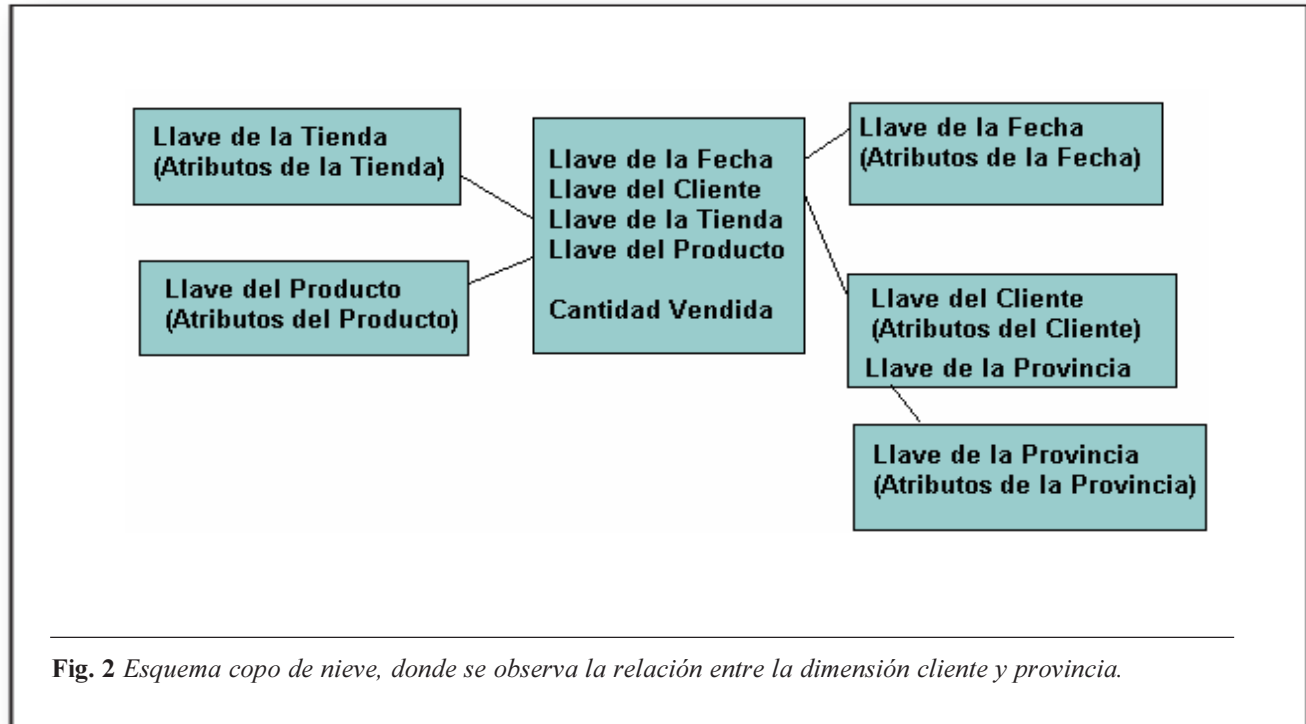 Llave de la Tienda
(Atributos de la Tienda)
Llave del Producto
(Atributos del Producto)
Llave de la Fecha
Llave del Cliente
Llave de la Tienda
Llave del Producto
Cantidad Vendida
Llave de la Fecha
(Atributos de la Fecha)
Llave del Cliente
(Atributos del Cliente)
Llave de la Provincia
Llave de la Provincia
(Atributos de la Provincia)
Fig. 2 Esquema copo de nieve, donde se observa la relación entre la dimensión cliente y provincia.